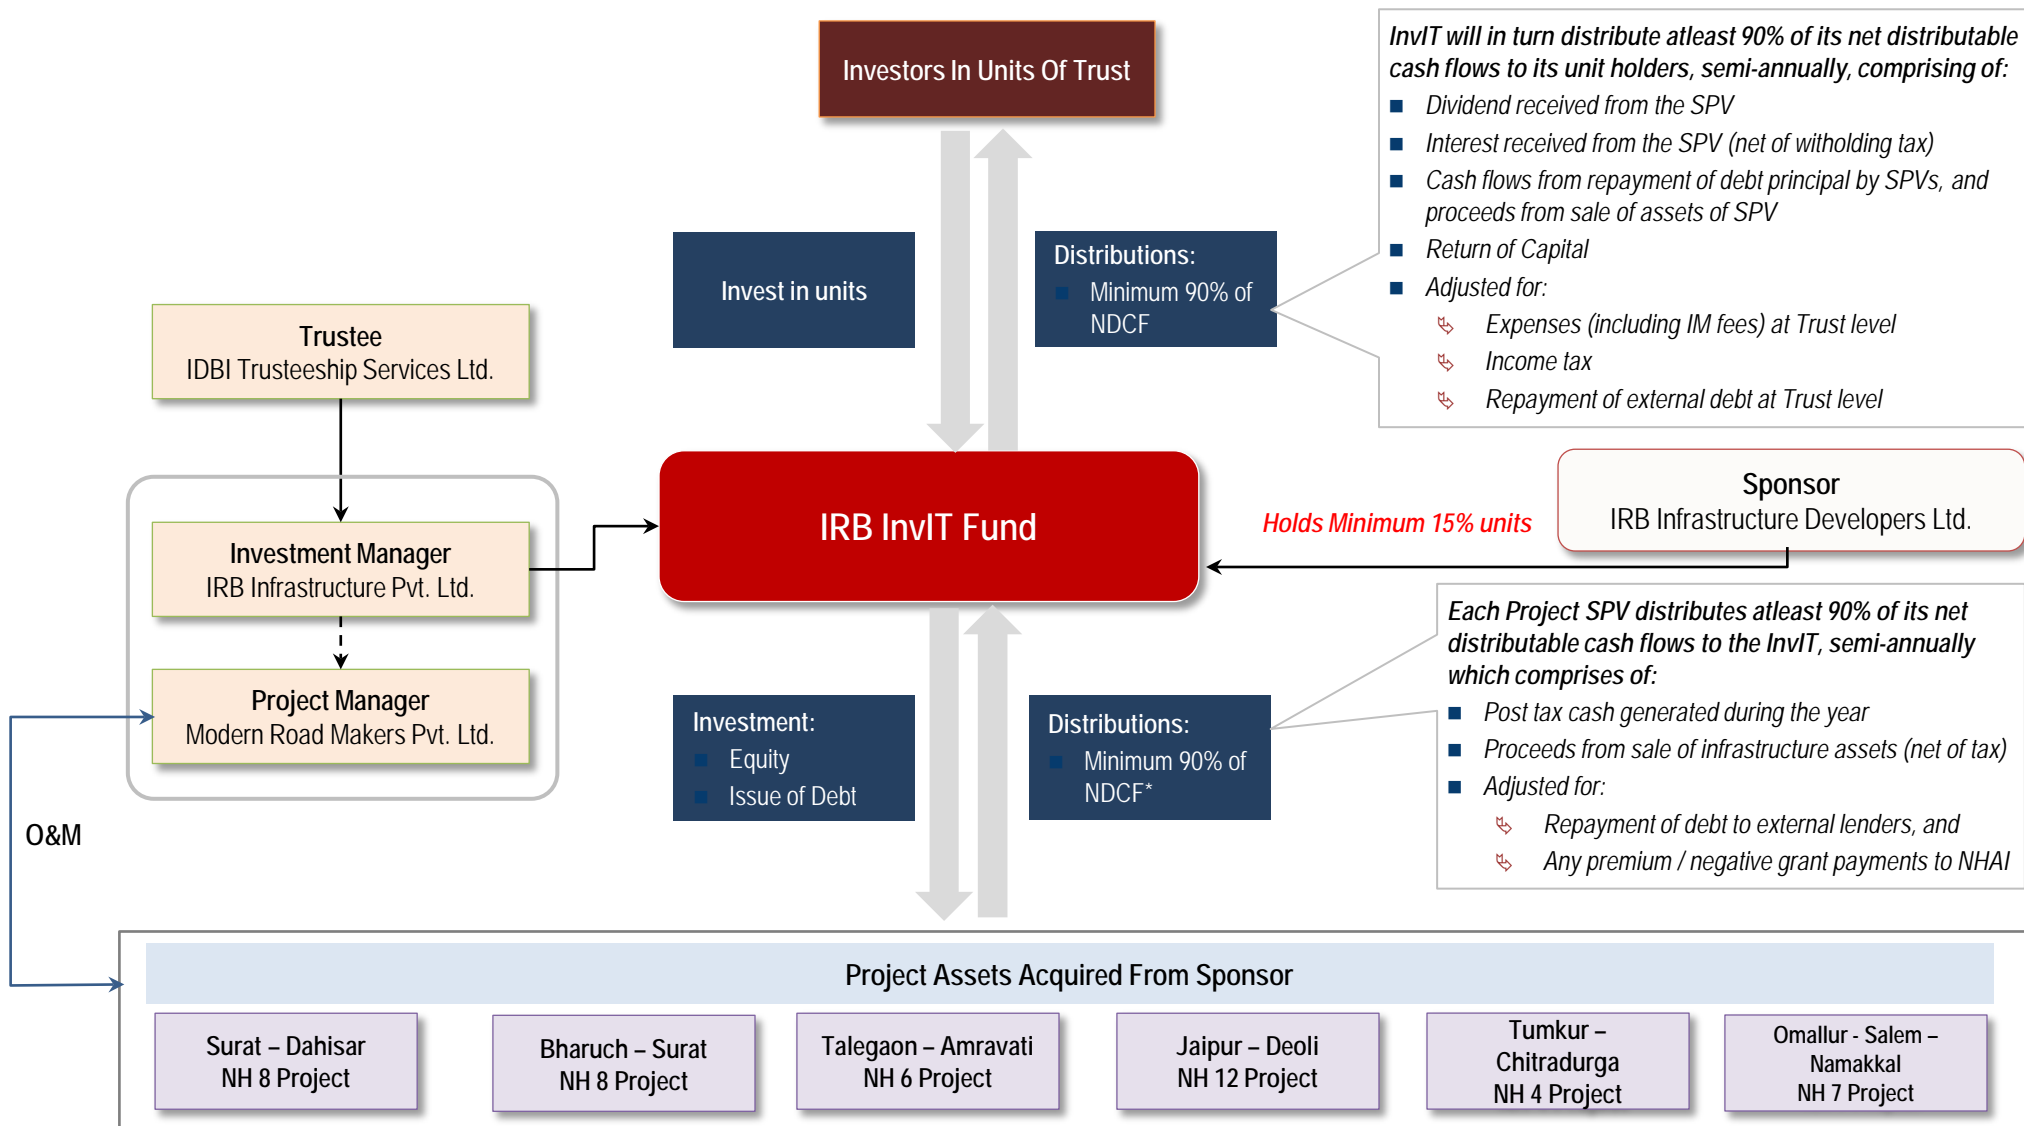 Investors In Units Of Trust
InvIT will in turn distribute atleast 90% of its net distributable
cash flows to its unit holders, semi-annually, comprising of:
Dividend received from the SPV
Interest received from the SPV (net of witholding tax)
Cash flows from repayment of debt principal by SPVs, and
proceeds from sale of assets of SPV
Return of Capital
Adjusted for:
Expenses (including IM fees) at Trust level
Income tax
Repayment of external debt at Trust level
Invest in units
Distributions:
Minimum 90% of
NDCF
Trustee
IDBI Trusteeship Services Ltd.
Investment Manager
IRB Infrastructure Pvt. Ltd.
Project Manager
Modern Road Makers Pvt. Ltd.
O&M
IRB InvIT Fund
Holds Minimum 15% units
Sponsor
IRB Infrastructure Developers Ltd.
Investment:
Equity
Issue of Debt
Distributions:
Minimum 90% of
NDCF*
Each Project SPV distributes atleast 90% of its net
distributable cash flows to the InvIT, semi-annually
which comprises of:
Post tax cash generated during the year
Proceeds from sale of infrastructure assets (net of tax)
Adjusted for:
Repayment of debt to external lenders, and
Any premium / negative grant payments to NHAI
Project Assets Acquired From Sponsor
Surat – Dahisar
NH 8 Project
Bharuch – Surat
NH 8 Project
Talegaon – Amravati
NH 6 Project
Jaipur – Deoli
NH 12 Project
Tumkur –
Chitradurga
NH 4 Project
Omallur - Salem –
Namakkal
NH 7 Project